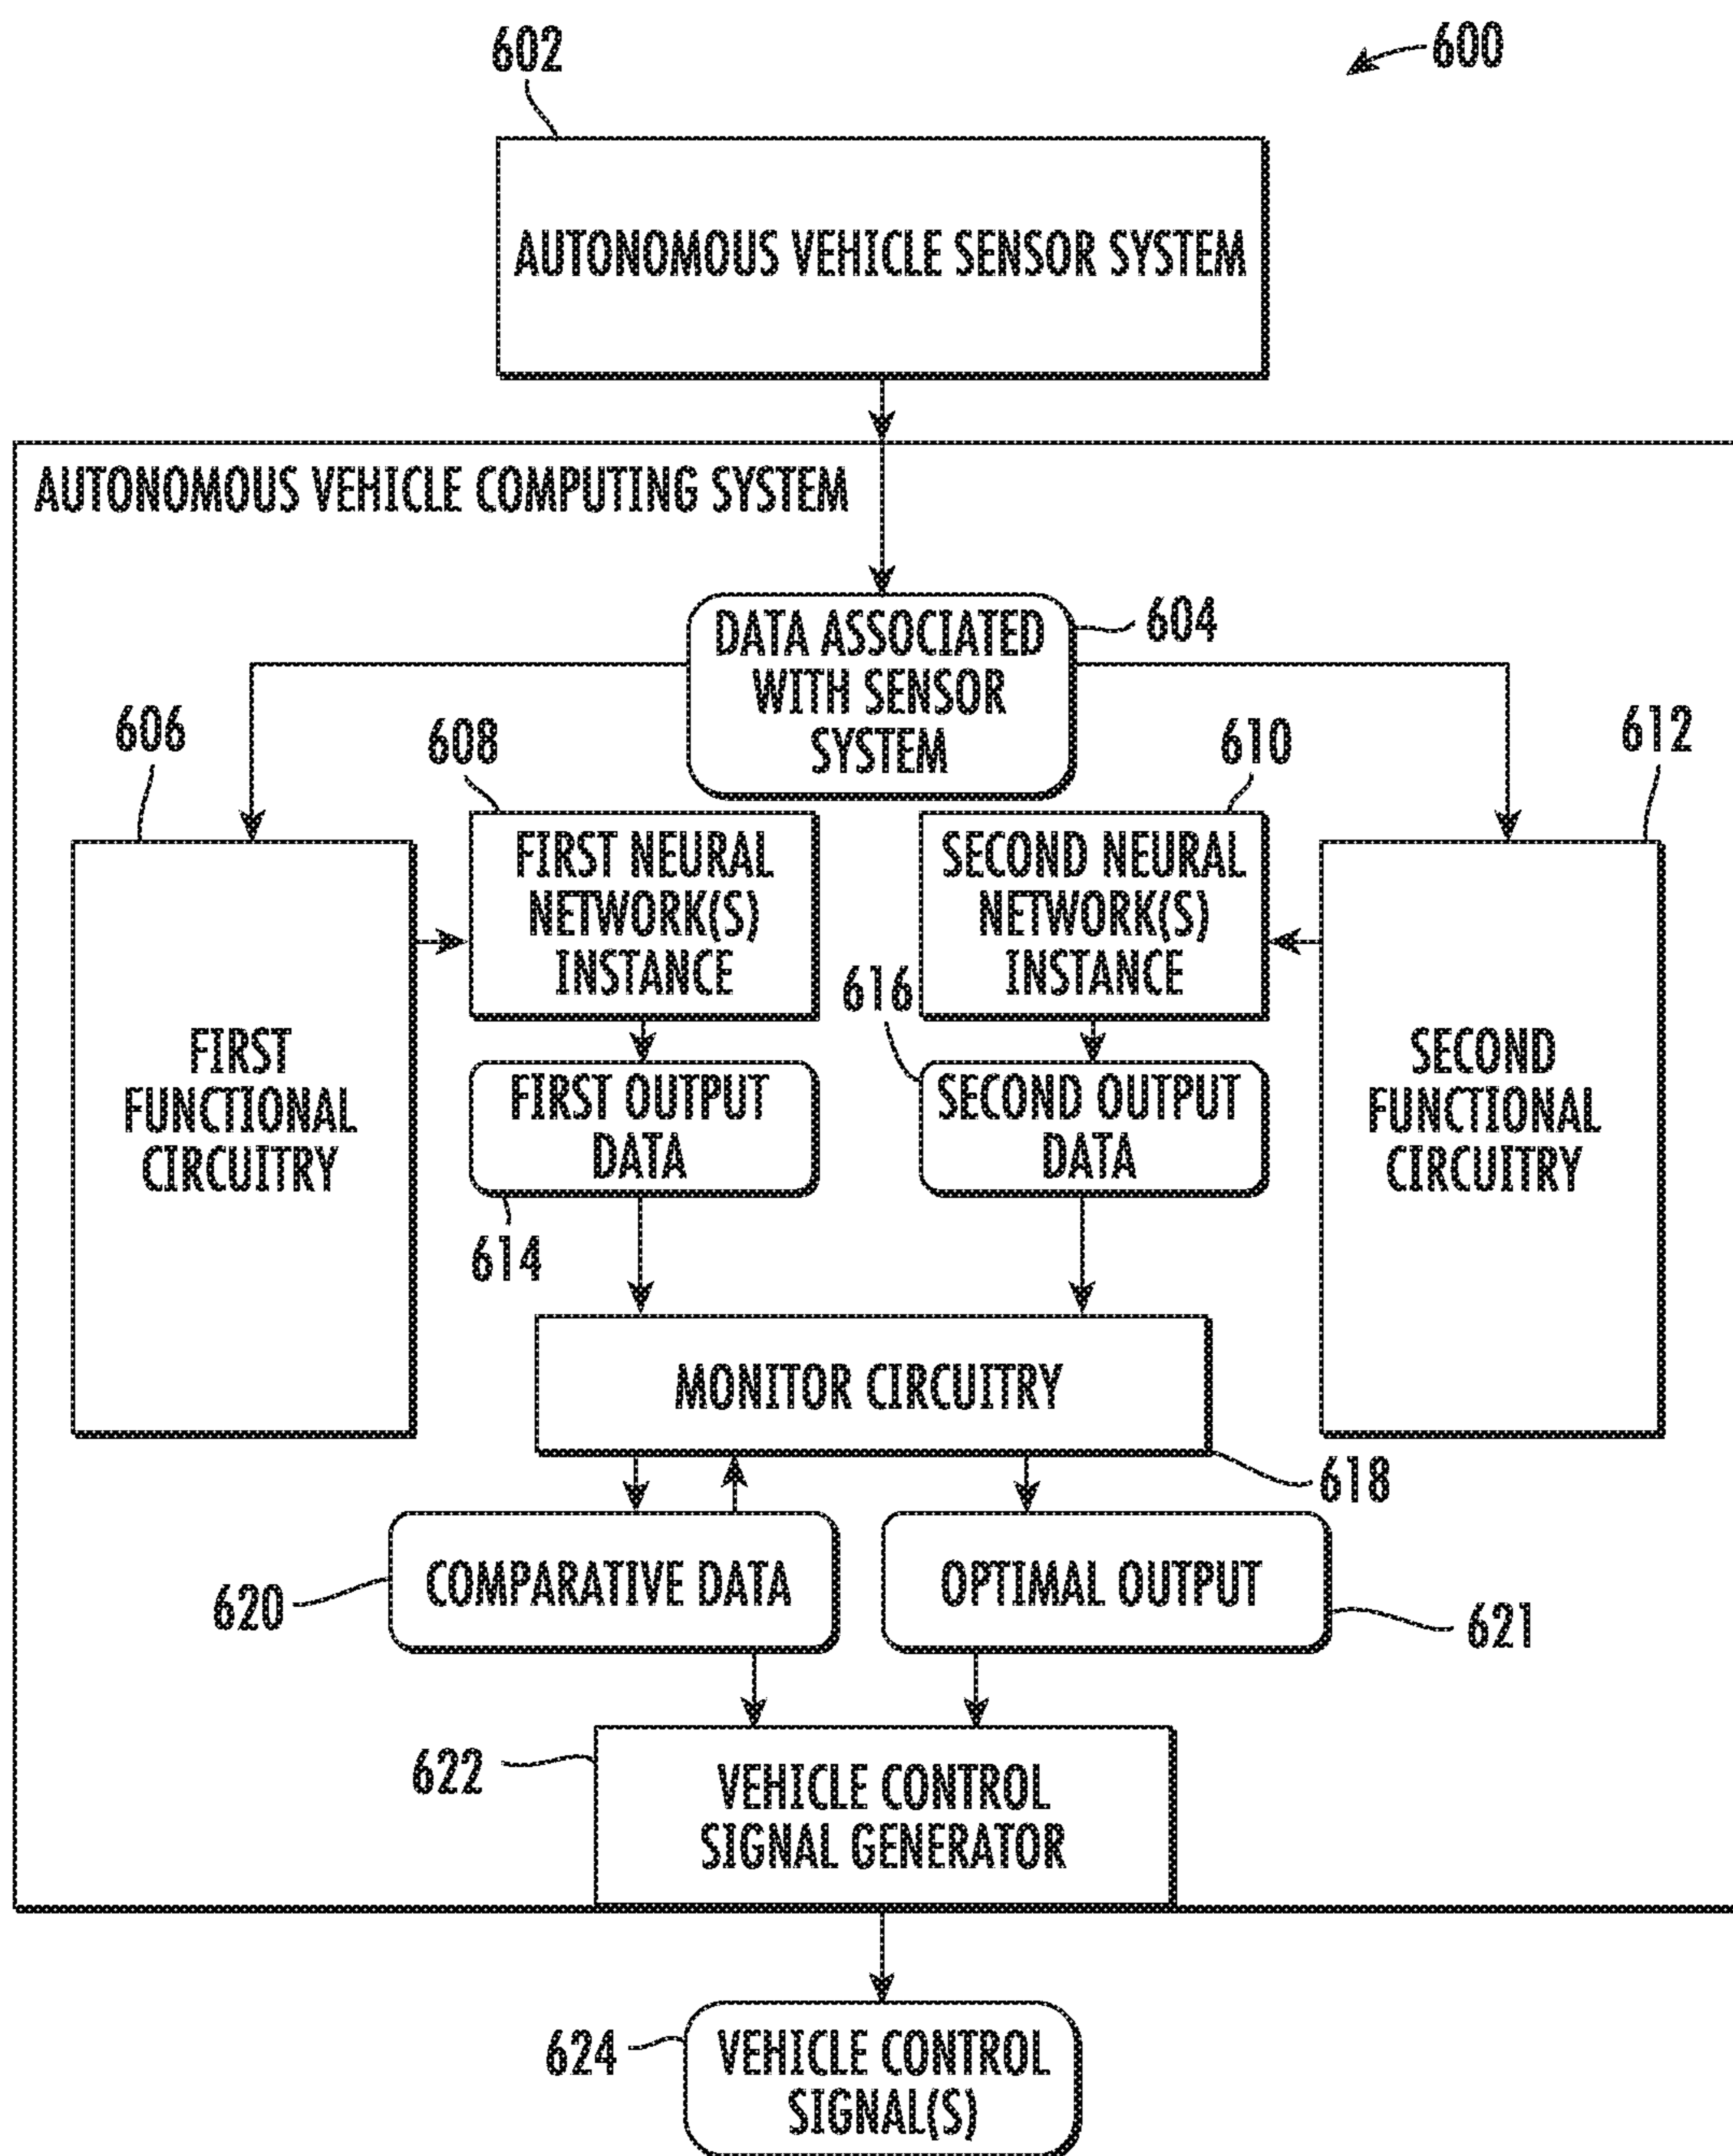 602
600
AUTONOMOUS VEHICLE SENSOR SYSTEM
AUTONOMOUS VEHICLE COMPUTING SYSTEM
DATA ASSOCIATED
WITH SENSOR
SYSTEM
604
606
608
610
612
FIRST NEURAL
NETWORK(S)
INSTANCE
SECOND NEURAL
NETWORK(S)
INSTANCE
616
FIRST
FUNCTIONAL
CIRCUITRY
FIRST OUTPUT
DATA
SECOND OUTPUT
DATA
SECOND
FUNCTIONAL
CIRCUITRY
614
MONITOR CIRCUITRY
618
COMPARATIVE DATA
OPTIMAL OUTPUT
620
621
622
VEHICLE CONTROL
SIGNAL GENERATOR
624
VEHICLE CONTROL
SIGNAL(S)